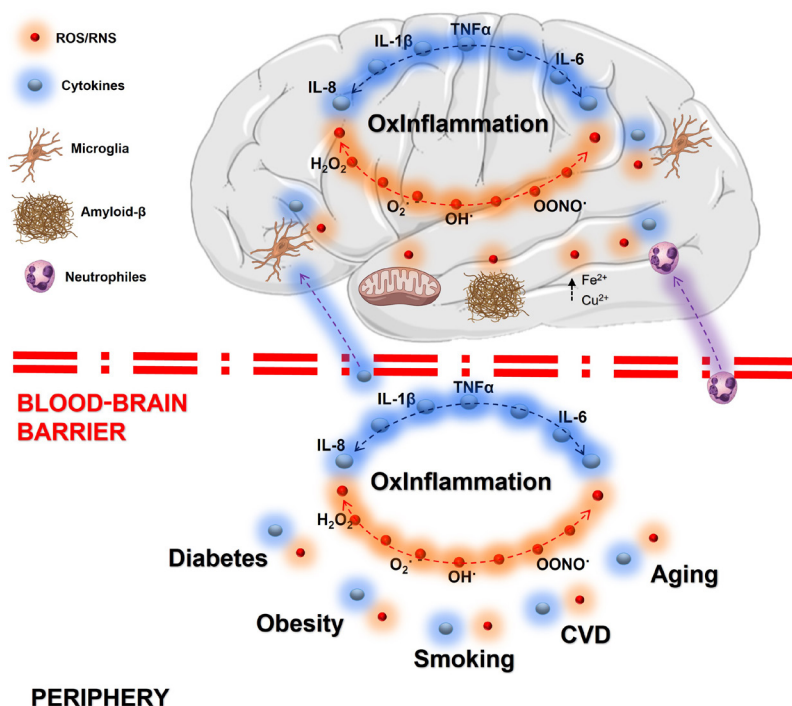 ROS/RNS
Cytokines
Microglia
Amyloid-β
Neutrophiles
TNFα
IL-1β
IL-6
IL-8
OxInflammation
H₂O₂
O₂·
OH·
OONO·
Fe²⁺
Cu²⁺
BLOOD-BRAIN
BARRIER
TNFα
IL-1β
IL-6
IL-8
OxInflammation
H₂O₂
O₂·
OH·
OONO·
Diabetes
Aging
Obesity
CVD
Smoking
PERIPHERY